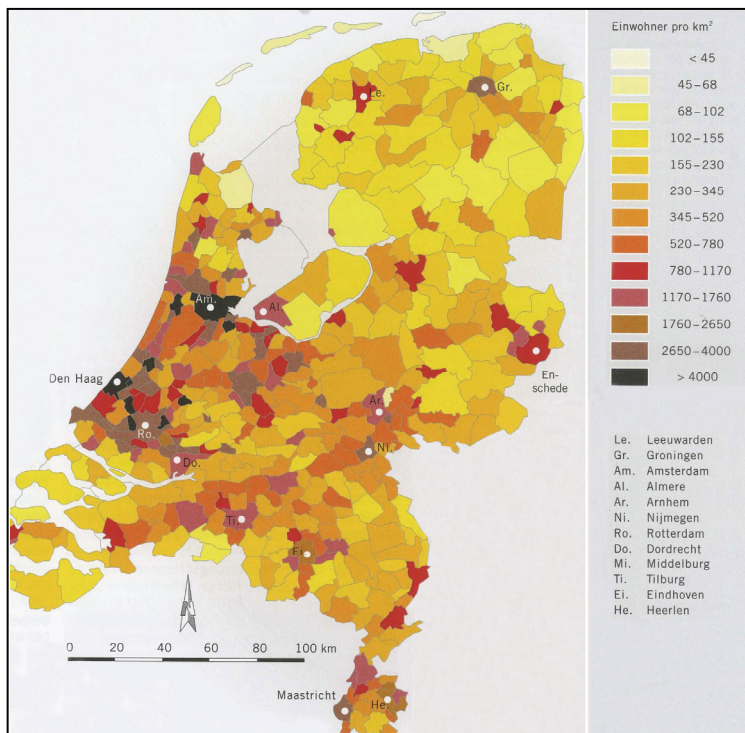 Einwohner pro km²
< 45
45–68
68–102
102–155
155–230
230–345
345–520
520–780
780–1170
1170–1760
1760–2650
2650–4000
> 4000
Le.
Gr.
Am.
Al.
Den Haag
En-
schede
Ar.
Ro.
Ni.
Do.
Ti.
Ei.
0 20 40 60 80 100 km
Maastricht
He.
Le. Leeuwarden
Gr. Groningen
Am. Amsterdam
Al. Almere
Ar. Arnhem
Ni. Nijmegen
Ro. Rotterdam
Do. Dordrecht
Mi. Middelburg
Ti. Tilburg
Ei. Eindhoven
He. Heerlen